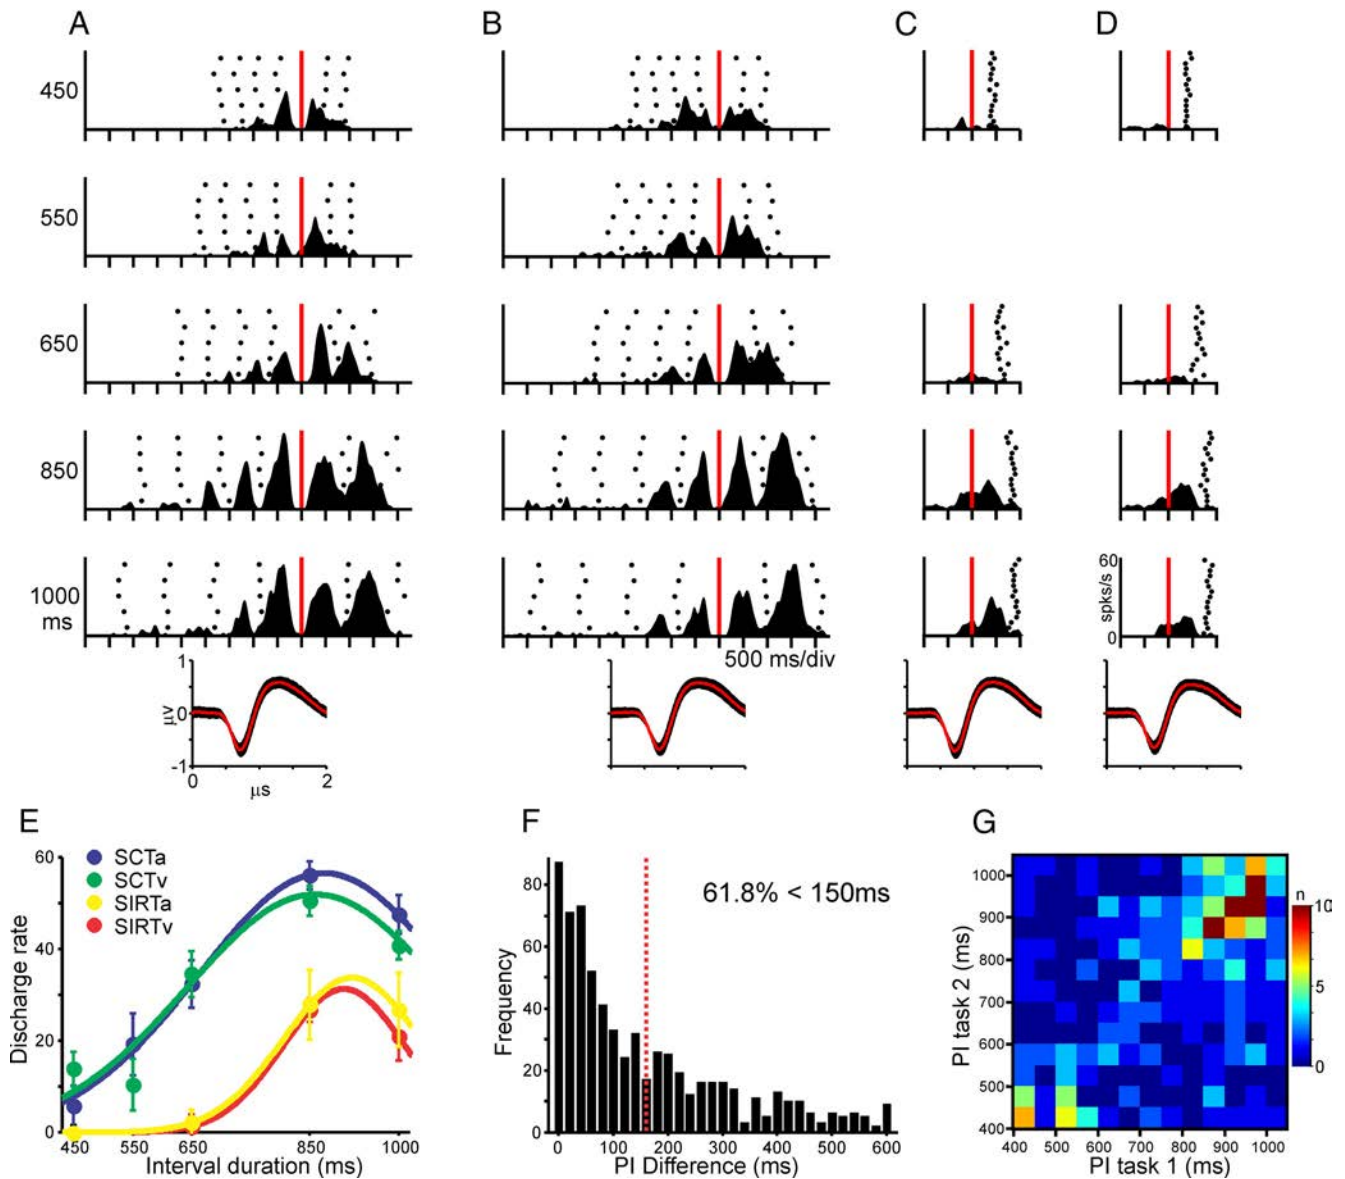 A
B
C
D
450
550
650
850
1000
ms
60
spks/s
0
500 ms/div
1
μv
0
-1
0
2
μs
E
F
G
60
40
20
0
Discharge rate
SCTa
SCTv
SIRTa
SIRTv
450
550
650
850
1000
Interval duration (ms)
80
60
40
20
0
Frequency
61.8% < 150ms
0
100
200
300
400
500
600
PI Difference (ms)
1000
900
800
700
600
500
400
PI task 2 (ms)
400
500
600
700
800
900
1000
PI task 1 (ms)
n
10
5
0